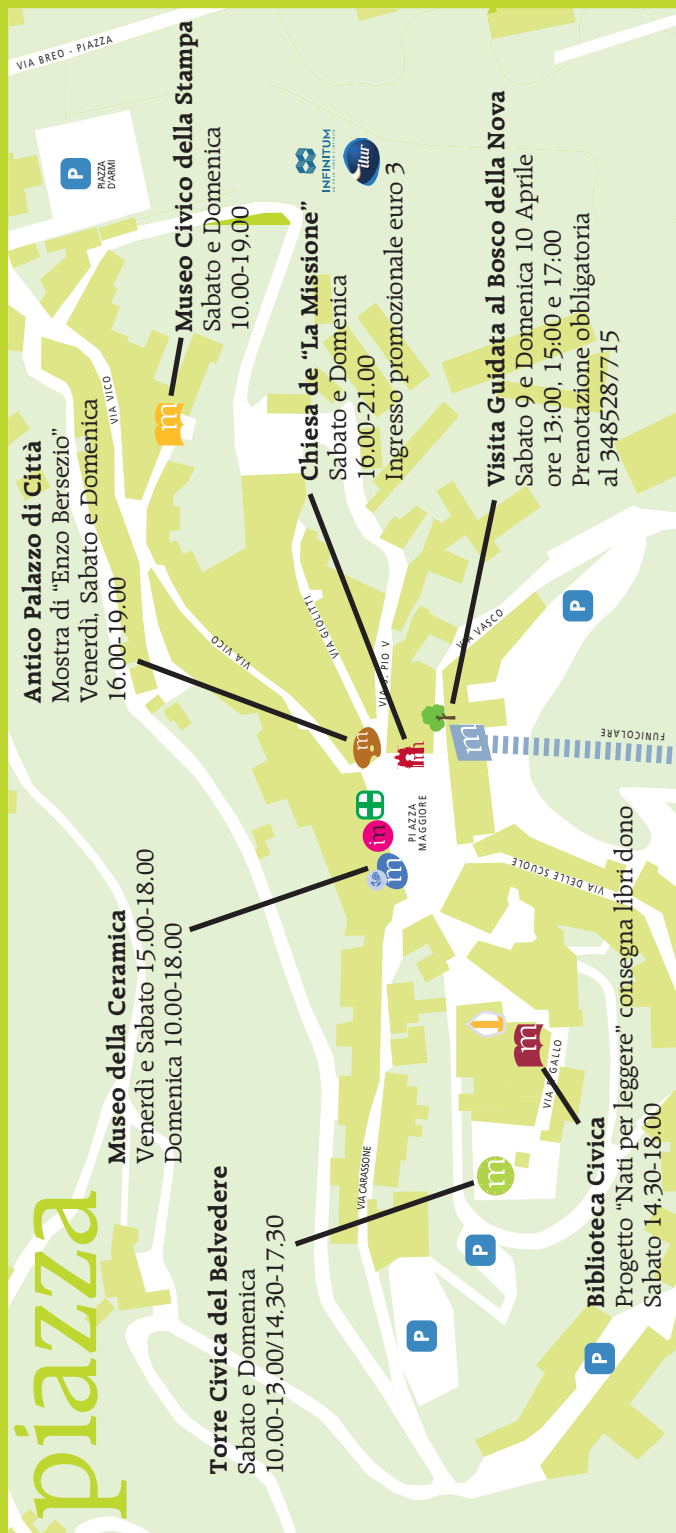 piazza
Torre Civica del Belvedere
Sabato e Domenica
10.00-13.00/14.30-17.30
Museo della Ceramica
Venerdì e Sabato 15.00-18.00
Domenica 10.00-18.00
Antico Palazzo di Città
Mostra di “Enzo Bersezio”
Venerdì, Sabato e Domenica
16.00-19.00
Museo Civico della Stampa
Sabato e Domenica
10.00-19.00
Chiesa de “La Missione”
Sabato e Domenica
16.00-21.00
Ingresso promozionale euro 3
INFINITUM
itur
Visita Guidata al Bosco della Nova
Sabato 9 e Domenica 10 Aprile
ore 13:00, 15:00 e 17:00
Prenotazione obbligatoria
al 3485287715
Biblioteca Civica
Progetto “Nati per leggere” consegna libri dono
Sabato 14.30-18.00
VIA BREO - PIAZZA
P
PIAZZA
D'ARMI
VIA VICO
VIA VICO
VIA GIOLITTI
VIA S. PIO V
VIA VASCO
P
FUNICOLARE
PIAZZA
MAGGIORE
VIA DELLE SCUOLE
VIA CARASSONE
GALLO
VIA
P
P
P
m
m
m
m
m
im
m
m
m